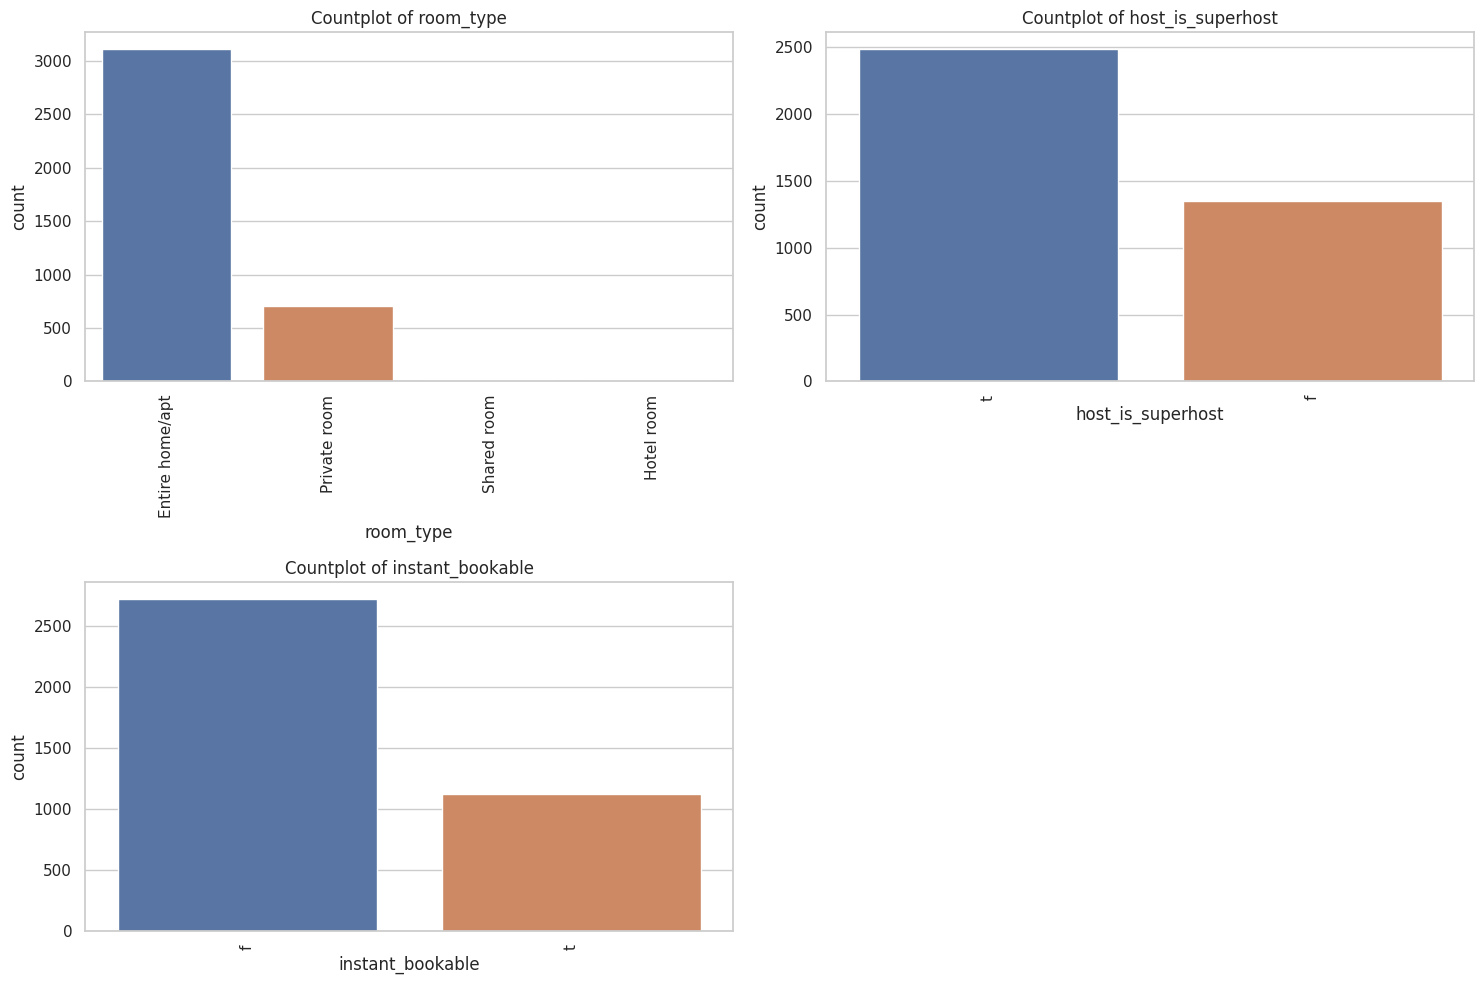 Countplot of room_type
count
3000
2500
2000
1500
1000
500
0
Entire home/apt
Private room
Shared room
Hotel room
room_type
Countplot of host_is_superhost
count
2500
2000
1500
1000
500
0
t
f
host_is_superhost
Countplot of instant_bookable
count
2500
2000
1500
1000
500
0
f
t
instant_bookable